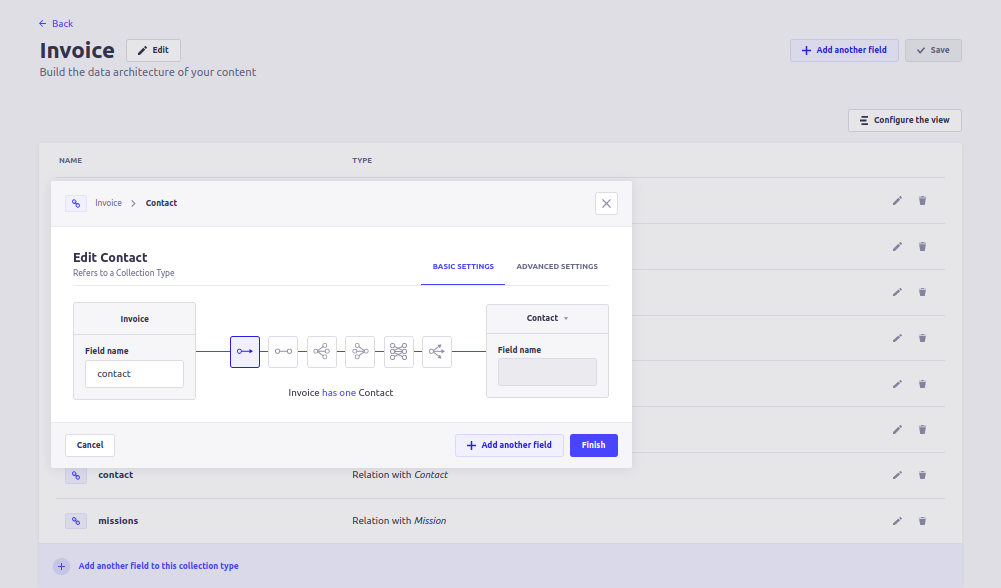 Back
Invoice
Edit
Add another field
Save
Build the data architecture of your content
Configure the view
NAME
TYPE
Invoice
Contact
Edit Contact
Refers to a Collection Type
BASIC SETTINGS
ADVANCED SETTINGS
Invoice
Field name
contact
Contact
Field name
Invoice has one Contact
Cancel
Add another field
Finish
contact
Relation with Contact
missions
Relation with Mission
Add another field to this collection type